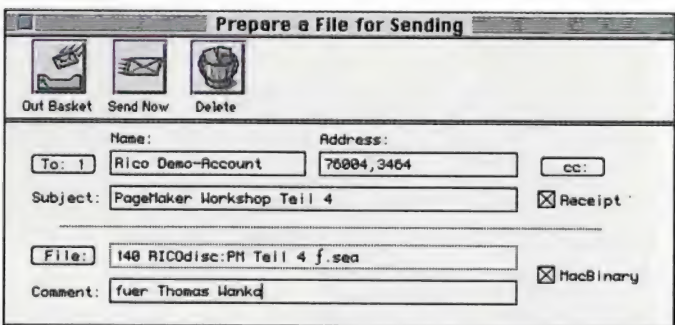 Prepare a File for Sending
Out Basket Send Now Delete
Name: Address:
To: 1 Rico Demo-Account 76004,3464 cc:
Subject: PageMaker Workshop Teil 4 Receipt
File: 140 RICOdisc:PM Teil 4 ƒ.sea
MacBinary
Comment: fuer Thomas Wanka